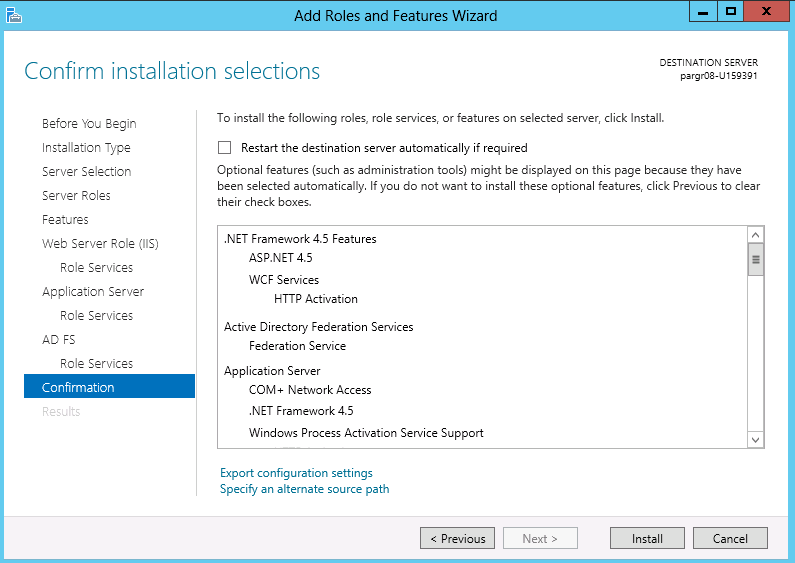 Add Roles and Features Wizard
Confirm installation selections
DESTINATION SERVER
pargr08-U159391
Before You Begin
Installation Type
Server Selection
Server Roles
Features
Web Server Role (IIS)
Role Services
Application Server
Role Services
AD FS
Role Services
Confirmation
Results
To install the following roles, role services, or features on selected server, click Install.
Restart the destination server automatically if required
Optional features (such as administration tools) might be displayed on this page because they have
been selected automatically. If you do not want to install these optional features, click Previous to clear
their check boxes.
.NET Framework 4.5 Features
ASP.NET 4.5
WCF Services
HTTP Activation
Active Directory Federation Services
Federation Service
Application Server
COM+ Network Access
.NET Framework 4.5
Windows Process Activation Service Support
Export configuration settings
Specify an alternate source path
< Previous
Next >
Install
Cancel